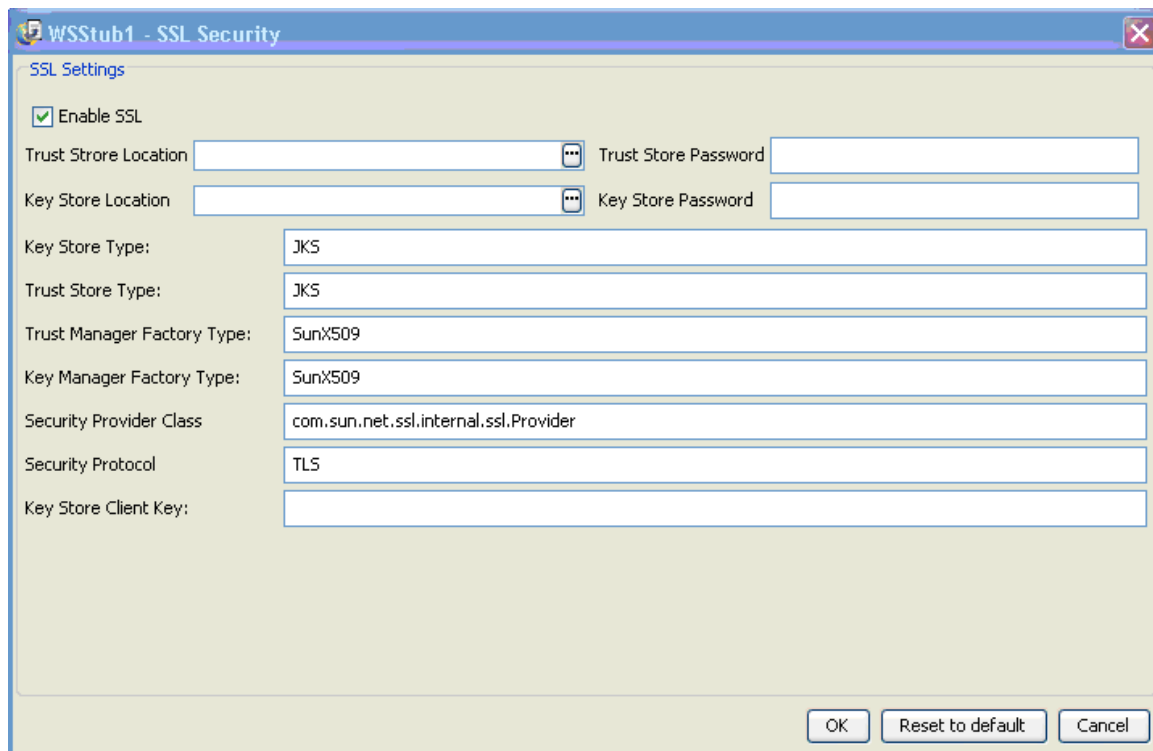 WSStub1 - SSL Security
SSL Settings
Enable SSL
Trust Strore Location
Trust Store Password
Key Store Location
Key Store Password
Key Store Type:
JKS
Trust Store Type:
JKS
Trust Manager Factory Type:
SunX509
Key Manager Factory Type:
SunX509
Security Provider Class
com.sun.net.ssl.internal.ssl.Provider
Security Protocol
TLS
Key Store Client Key:
OK
Reset to default
Cancel